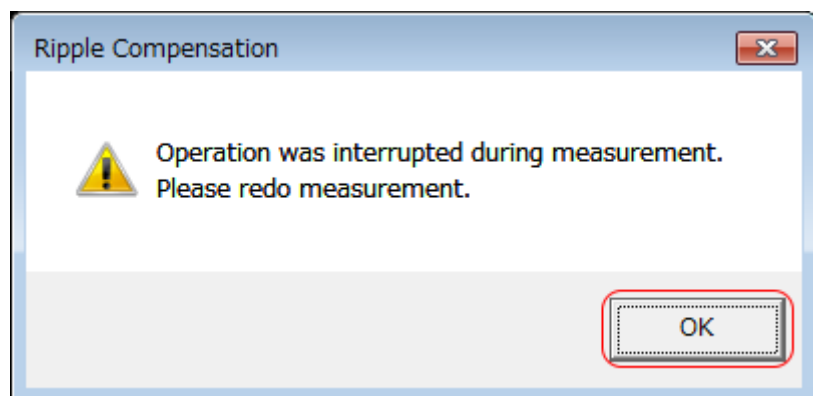 Ripple Compensation
Operation was interrupted during measurement.
Please redo measurement.
OK